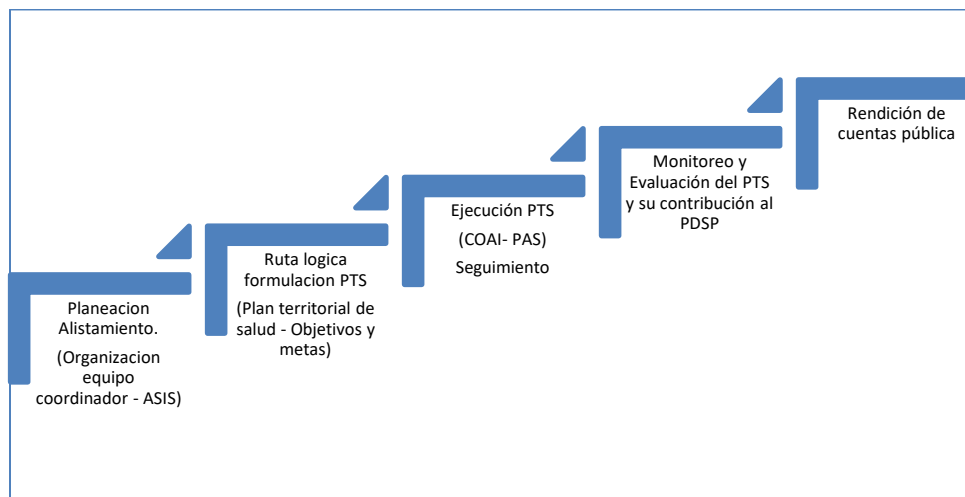 Planeacion
Alistamiento.
(Organizacion
equipo
coordinador - ASIS)
Ruta logica
formulacion PTS
(Plan territorial de
salud - Objetivos y
metas)
Ejecución PTS
(COAI- PAS)
Seguimiento
Monitoreo y
Evaluación del PTS
y su contribución al
PDSP
Rendición de
cuentas pública